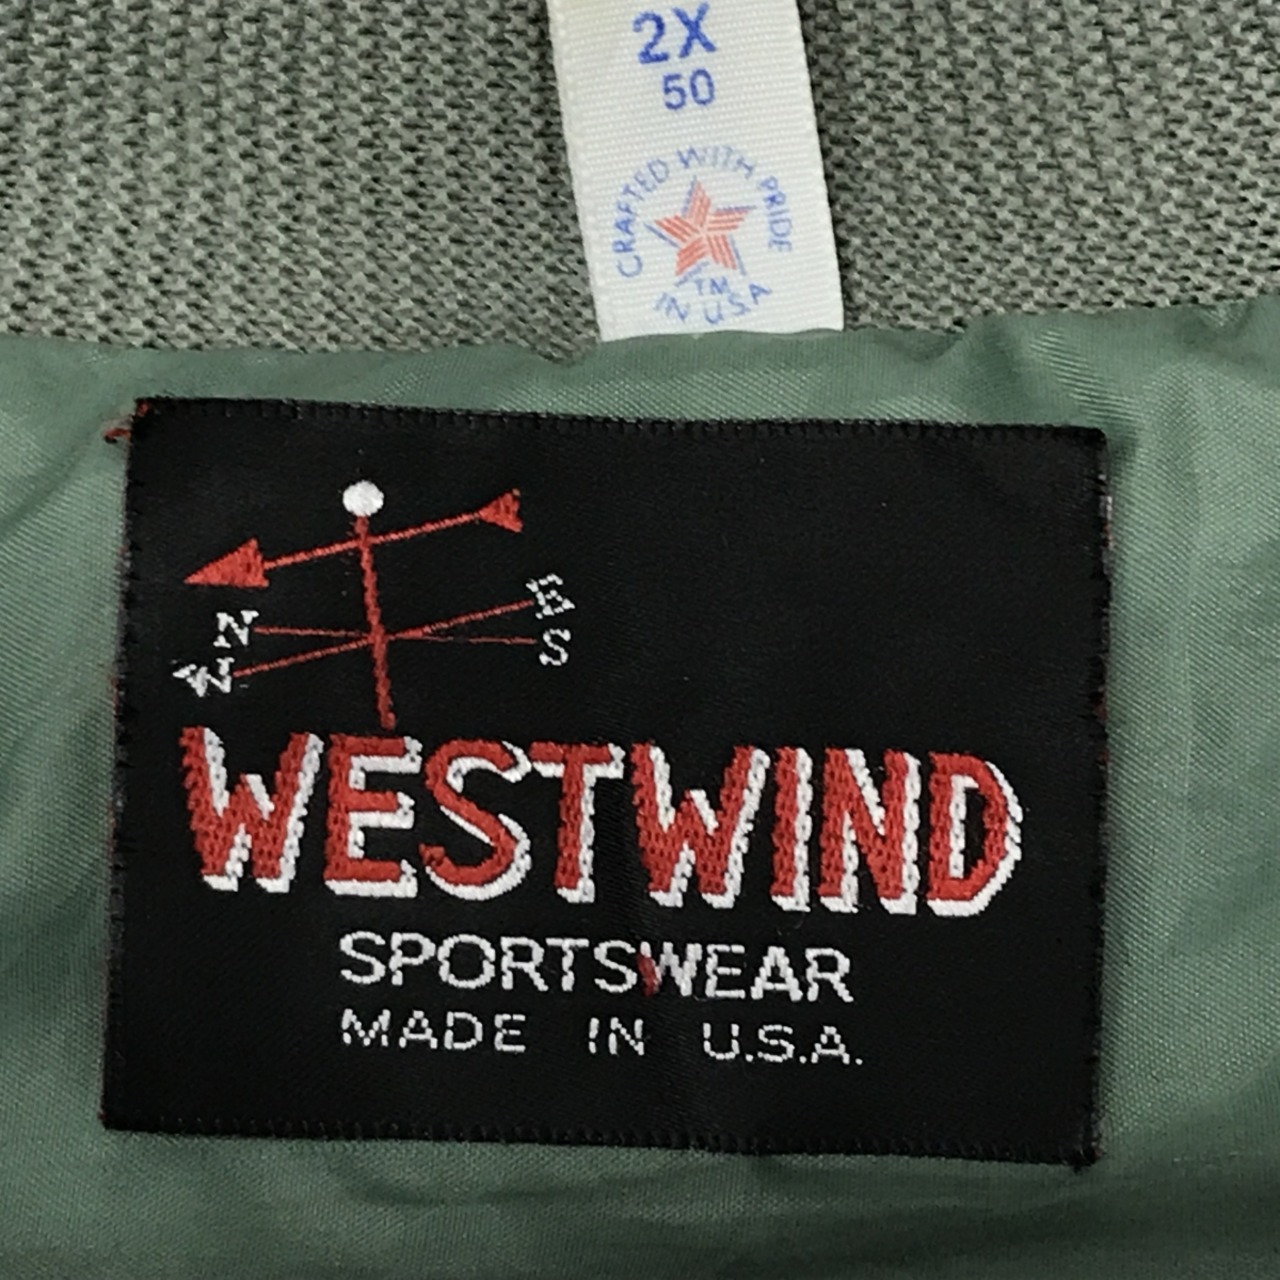 2X
50
CRAFTED WITH PRIDE
TM
IN USA
E
N
S
W
WESTWIND
SPORTSWEAR
MADE IN U.S.A.